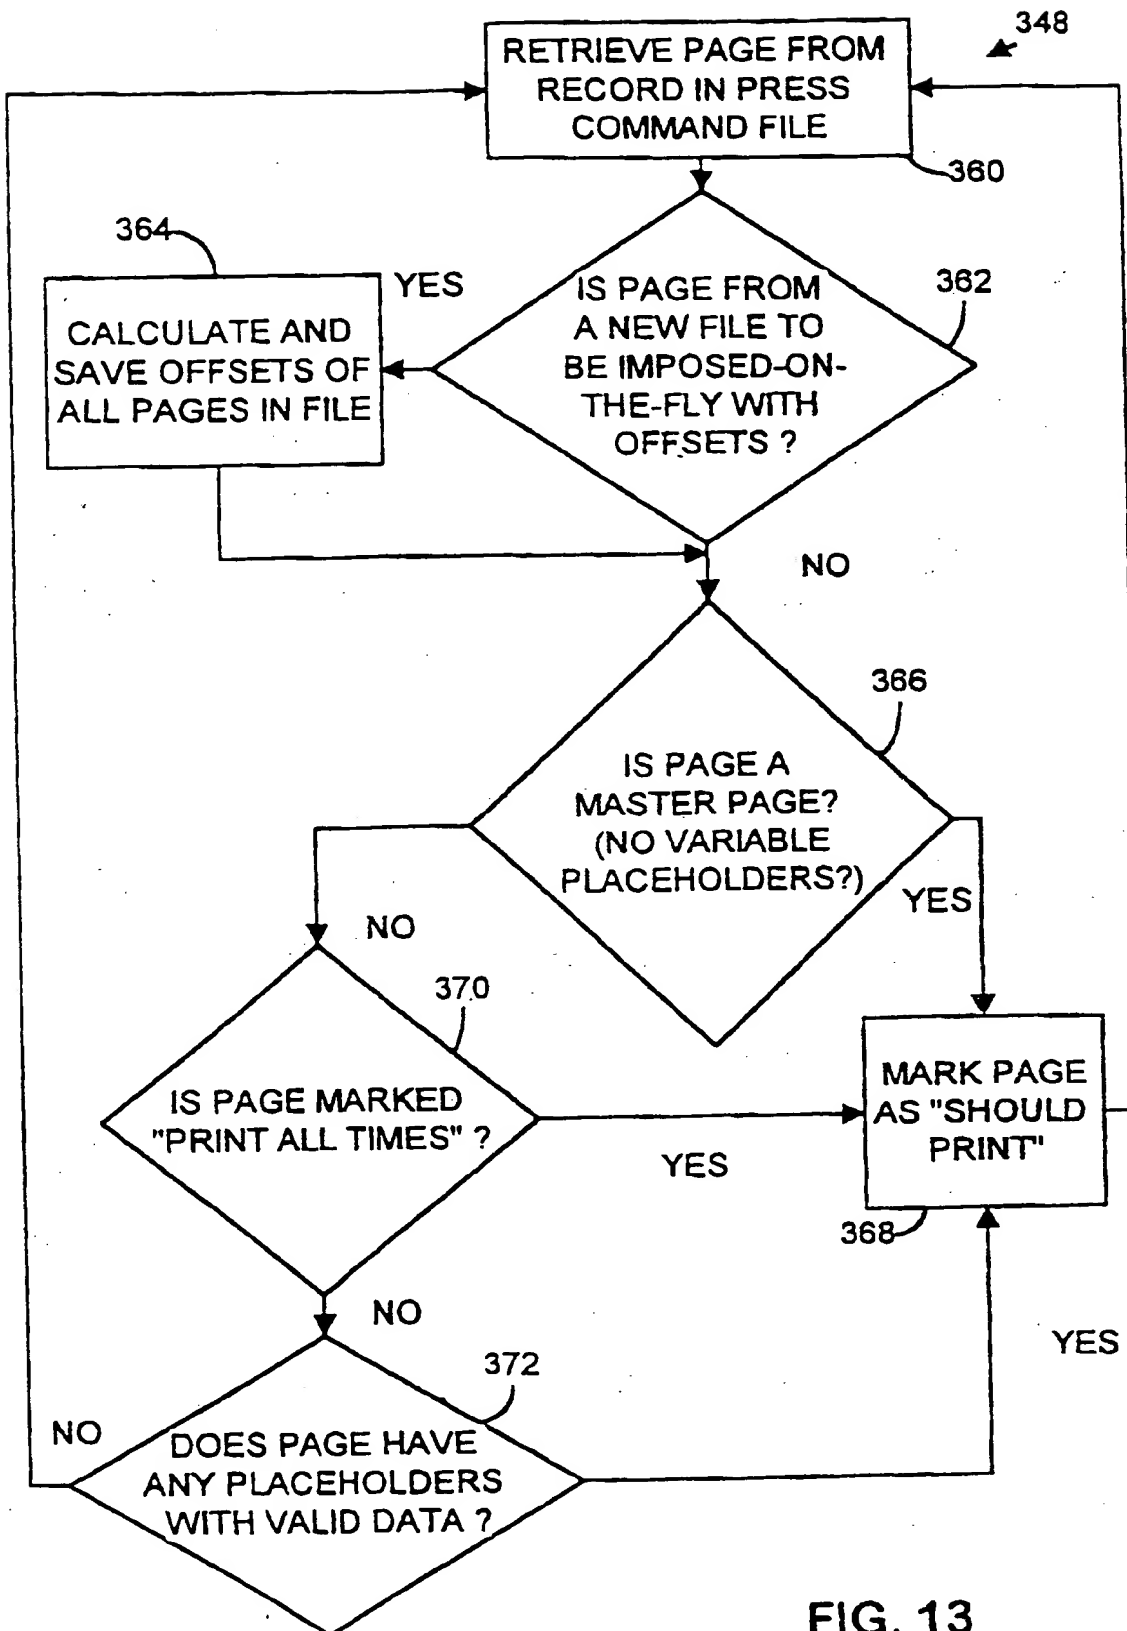 348
RETRIEVE PAGE FROM
RECORD IN PRESS
COMMAND FILE
360
364
YES
362
IS PAGE FROM
A NEW FILE TO
BE IMPOSED-ON-
THE-FLY WITH
OFFSETS ?
CALCULATE AND
SAVE OFFSETS OF
ALL PAGES IN FILE
NO
366
IS PAGE A
MASTER PAGE?
(NO VARIABLE
PLACEHOLDERS?)
YES
NO
370
IS PAGE MARKED
"PRINT ALL TIMES" ?
YES
MARK PAGE
AS "SHOULD
PRINT"
368
NO
372
YES
NO
DOES PAGE HAVE
ANY PLACEHOLDERS
WITH VALID DATA ?
FIG. 13